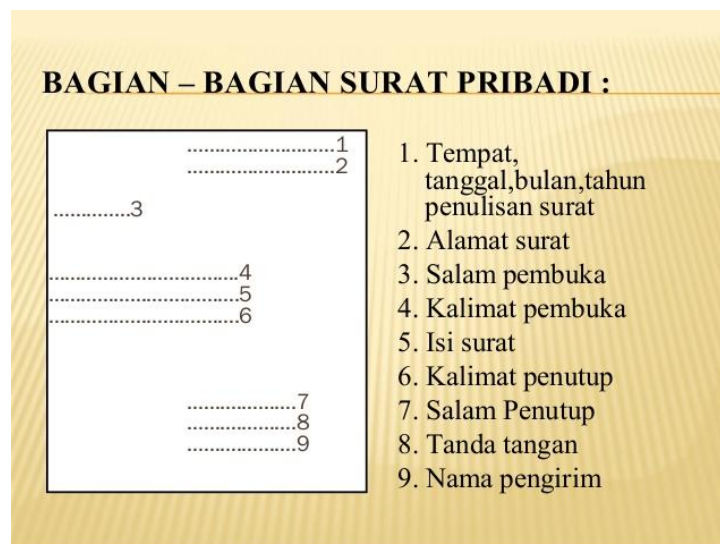 BAGIAN – BAGIAN SURAT PRIBADI :
...........................1
...........................2
..............3
...................................4
...................................5
...................................6
....................7
....................8
....................9
1. Tempat,
tanggal,bulan,tahun
penulisan surat
2. Alamat surat
3. Salam pembuka
4. Kalimat pembuka
5. Isi surat
6. Kalimat penutup
7. Salam Penutup
8. Tanda tangan
9. Nama pengirim